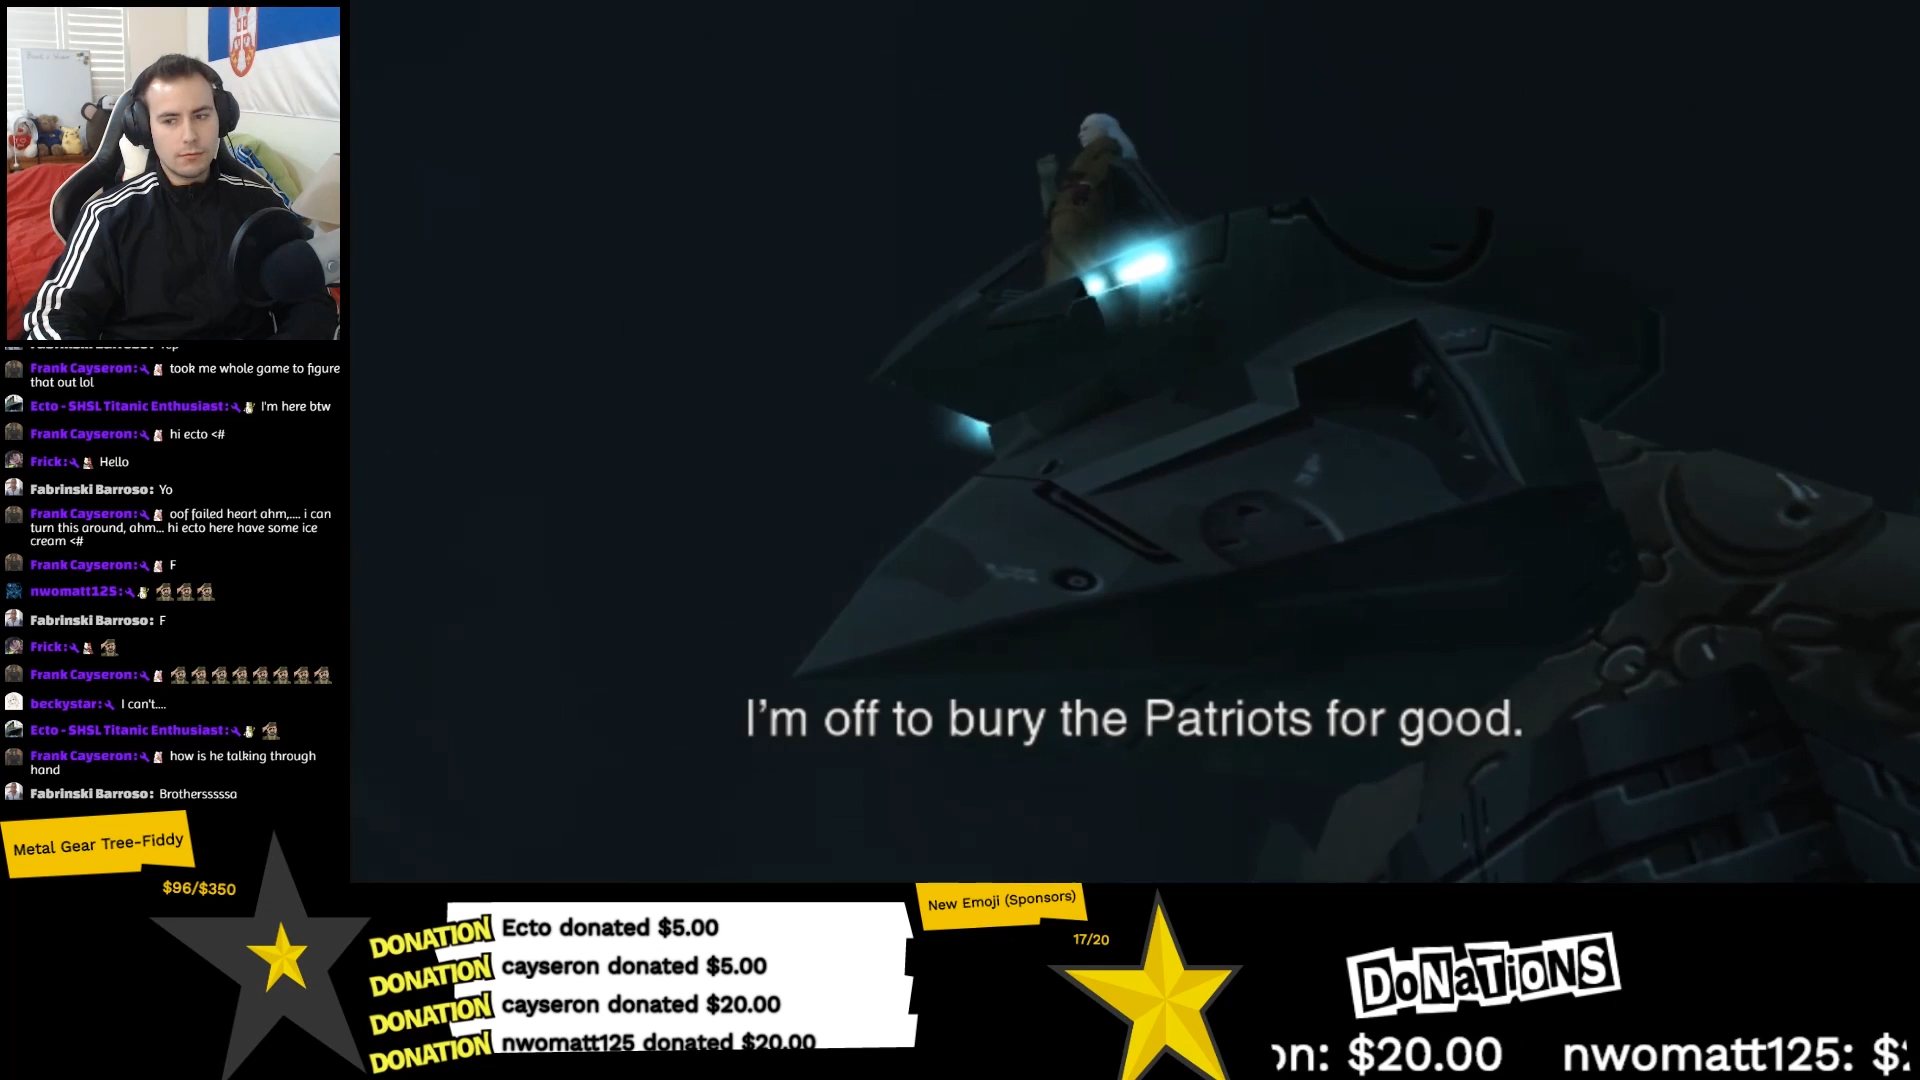 Frank Cayseron: took me whole game to figure
that out lol
Ecto - SHSL Titanic Enthusiast: I'm here btw
Frank Cayseron: hi ecto <#
Frick: Hello
Fabrinski Barroso: Yo
Frank Cayseron: oof failed heart ahm,.... i can
turn this around, ahm... hi ecto here have some ice
cream <#
Frank Cayseron: F
nwomatt125:
Fabrinski Barroso: F
Frick:
Frank Cayseron:
beckystar: I can't....
Ecto - SHSL Titanic Enthusiast:
Frank Cayseron: how is he talking through
hand
Fabrinski Barroso: Brothersssssa
I'm off to bury the Patriots for good.
Metal Gear Tree-Fiddy
$96/$350
DONATION Ecto donated $5.00
DONATION cayseron donated $5.00
DONATION cayseron donated $20.00
DONATION nwomatt125 donated $20.00
New Emoji (Sponsors)
17/20
DONATIONS
on: $20.00 nwomatt125: $